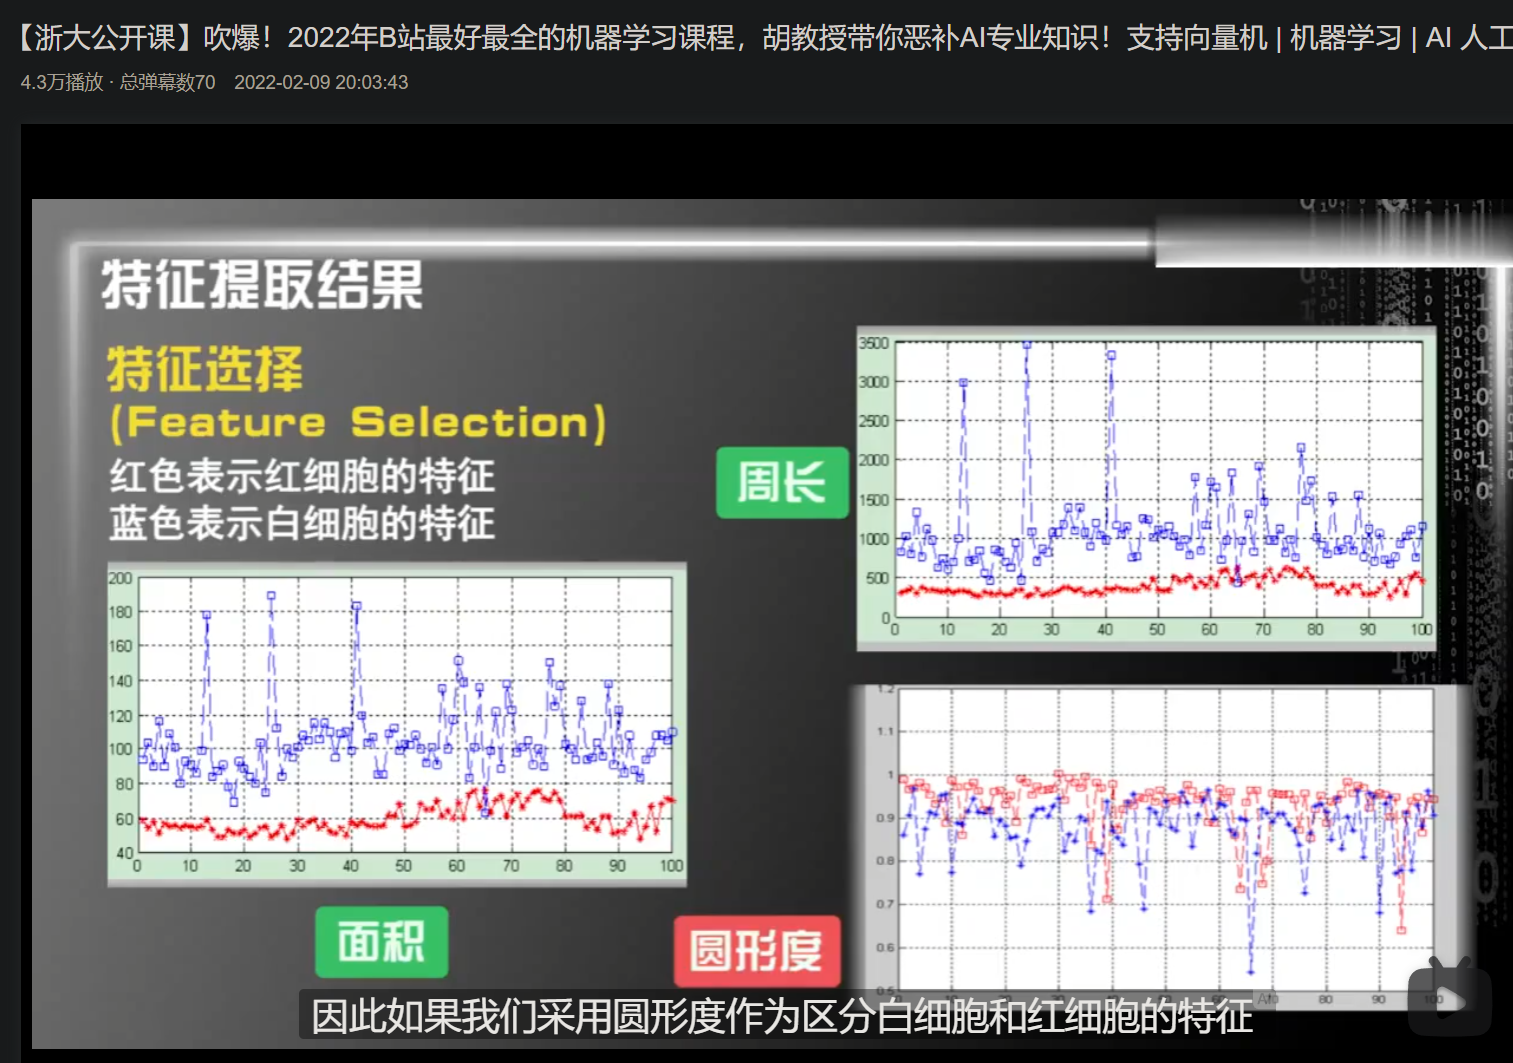 【浙大公开课】吹爆！2022年B站最好最全的机器学习课程，胡教授带你恶补AI专业知识！支持向量机 | 机器学习 | AI 人工
4.3万播放 · 总弹幕数70 2022-02-09 20:03:43
特征提取结果
特征选择
(Feature Selection)
红色表示红细胞的特征
蓝色表示白细胞的特征
周长
3500
3000
2500
2000
1500
1000
500
0
0 10 20 30 40 50 60 70 80 90 100
200
180
160
140
120
100
80
60
40
0 10 20 30 40 50 60 70 80 90 100
面积
圆形度
1.2
1.1
1
0.9
0.8
0.7
0.6
0.5
80 90 100
因此如果我们采用圆形度作为区分白细胞和红细胞的特征